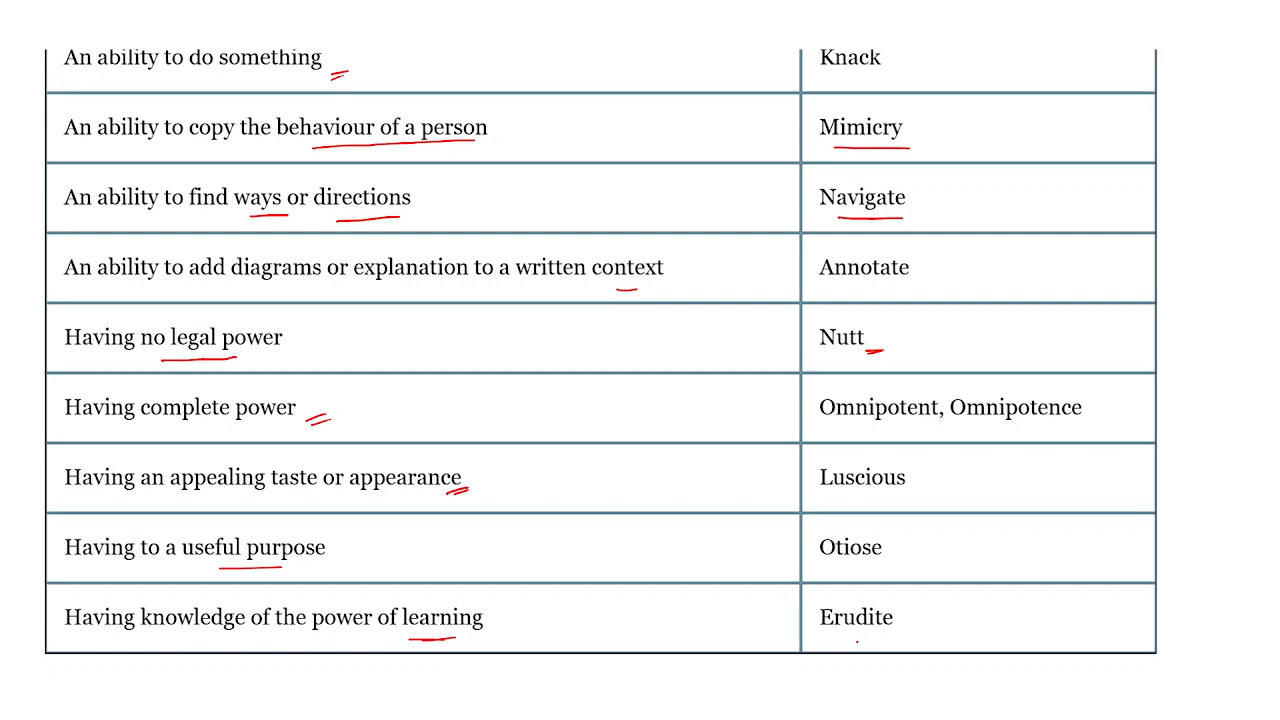 An ability to do something Knack
An ability to copy the behaviour of a person Mimicry
An ability to find ways or directions Navigate
An ability to add diagrams or explanation to a written context Annotate
Having no legal power Nutt
Having complete power Omnipotent, Omnipotence
Having an appealing taste or appearance Luscious
Having to a useful purpose Otiose
Having knowledge of the power of learning Erudite